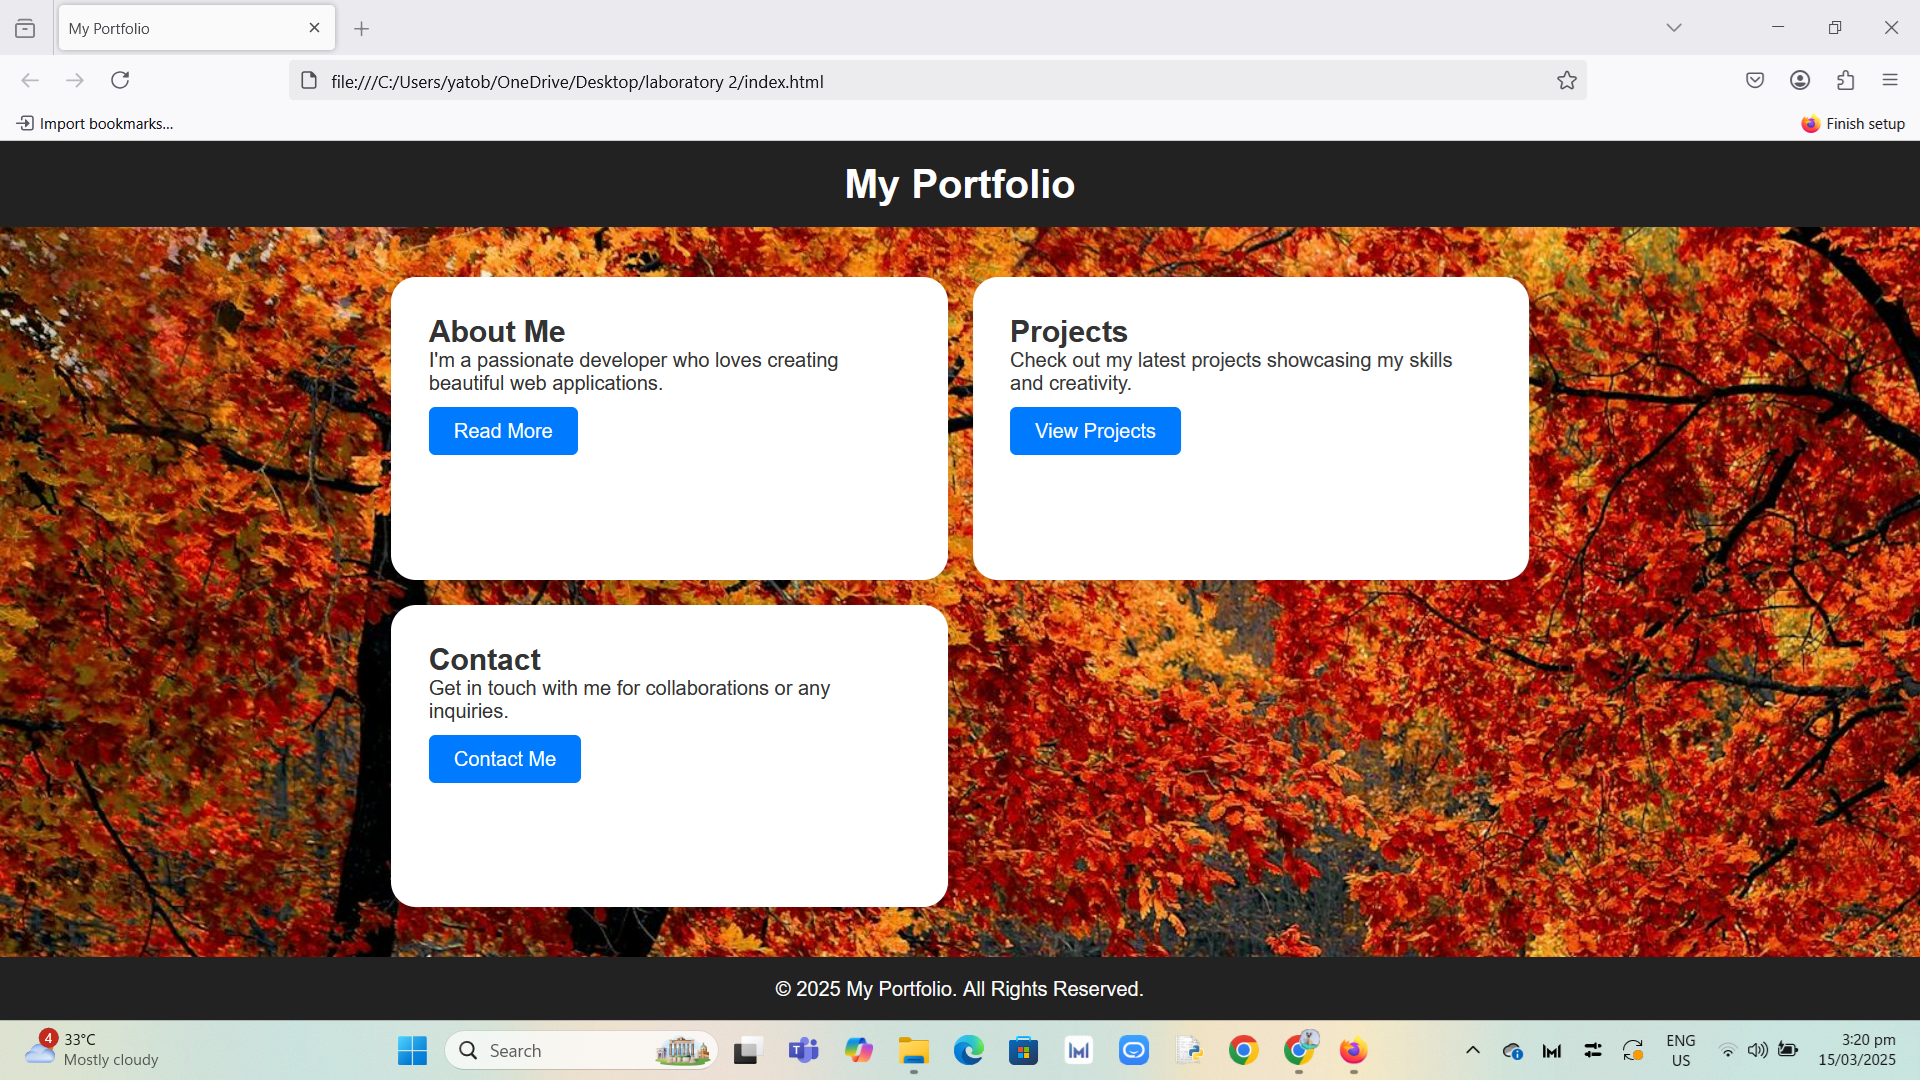 My Portfolio
file:///C:/Users/yatob/OneDrive/Desktop/laboratory 2/index.html
Import bookmarks...
Finish setup
My Portfolio
About Me
I'm a passionate developer who loves creating
beautiful web applications.
Read More
Projects
Check out my latest projects showcasing my skills
and creativity.
View Projects
Contact
Get in touch with me for collaborations or any
inquiries.
Contact Me
© 2025 My Portfolio. All Rights Reserved.
4
33°C
Mostly cloudy
Search
ENG
US
3:20 pm
15/03/2025